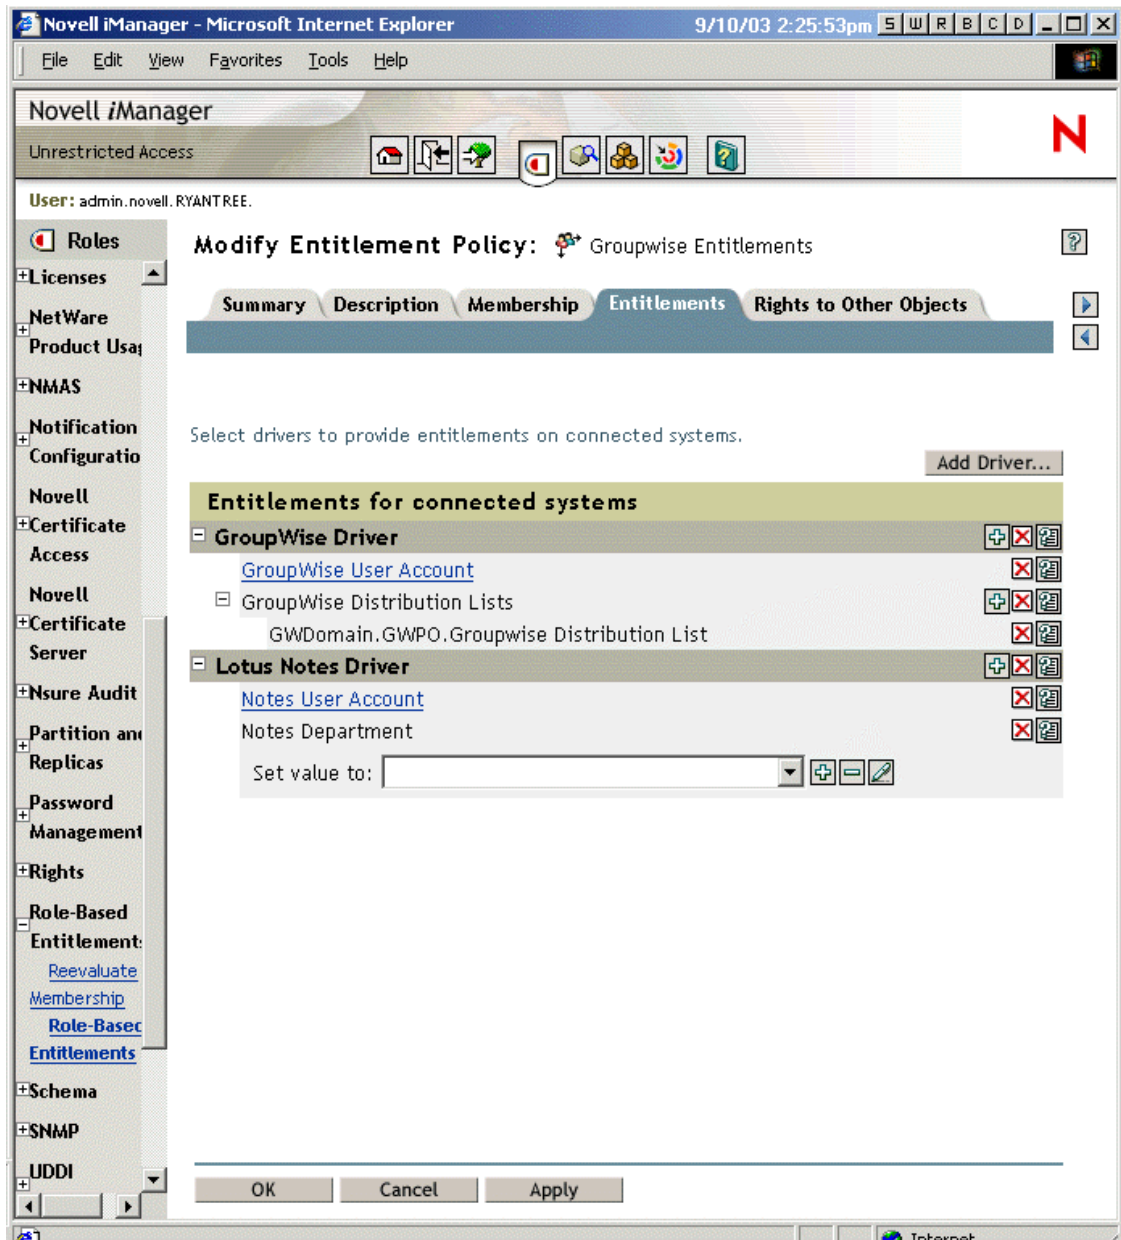 Novell iManager - Microsoft Internet Explorer 9/10/03 2:25:53pm S W R B C D
File Edit View Favorites Tools Help
Novell iManager
N
Unrestricted Access
User: admin.novell.RYANTREE.
Roles
Licenses
NetWare
Product Usag
NMAS
Notification
Configuratio
Novell
Certificate
Access
Novell
Certificate
Server
Nsure Audit
Partition and
Replicas
Password
Management
Rights
Role-Based
Entitlements
Reevaluate
Membership
Role-Based
Entitlements
Schema
SNMP
UDDI
Modify Entitlement Policy: Groupwise Entitlements
Summary Description Membership Entitlements Rights to Other Objects
Select drivers to provide entitlements on connected systems.
Add Driver...
Entitlements for connected systems
GroupWise Driver
GroupWise User Account
GroupWise Distribution Lists
GWDomain.GWPO.Groupwise Distribution List
Lotus Notes Driver
Notes User Account
Notes Department
Set value to:
OK Cancel Apply
Internet